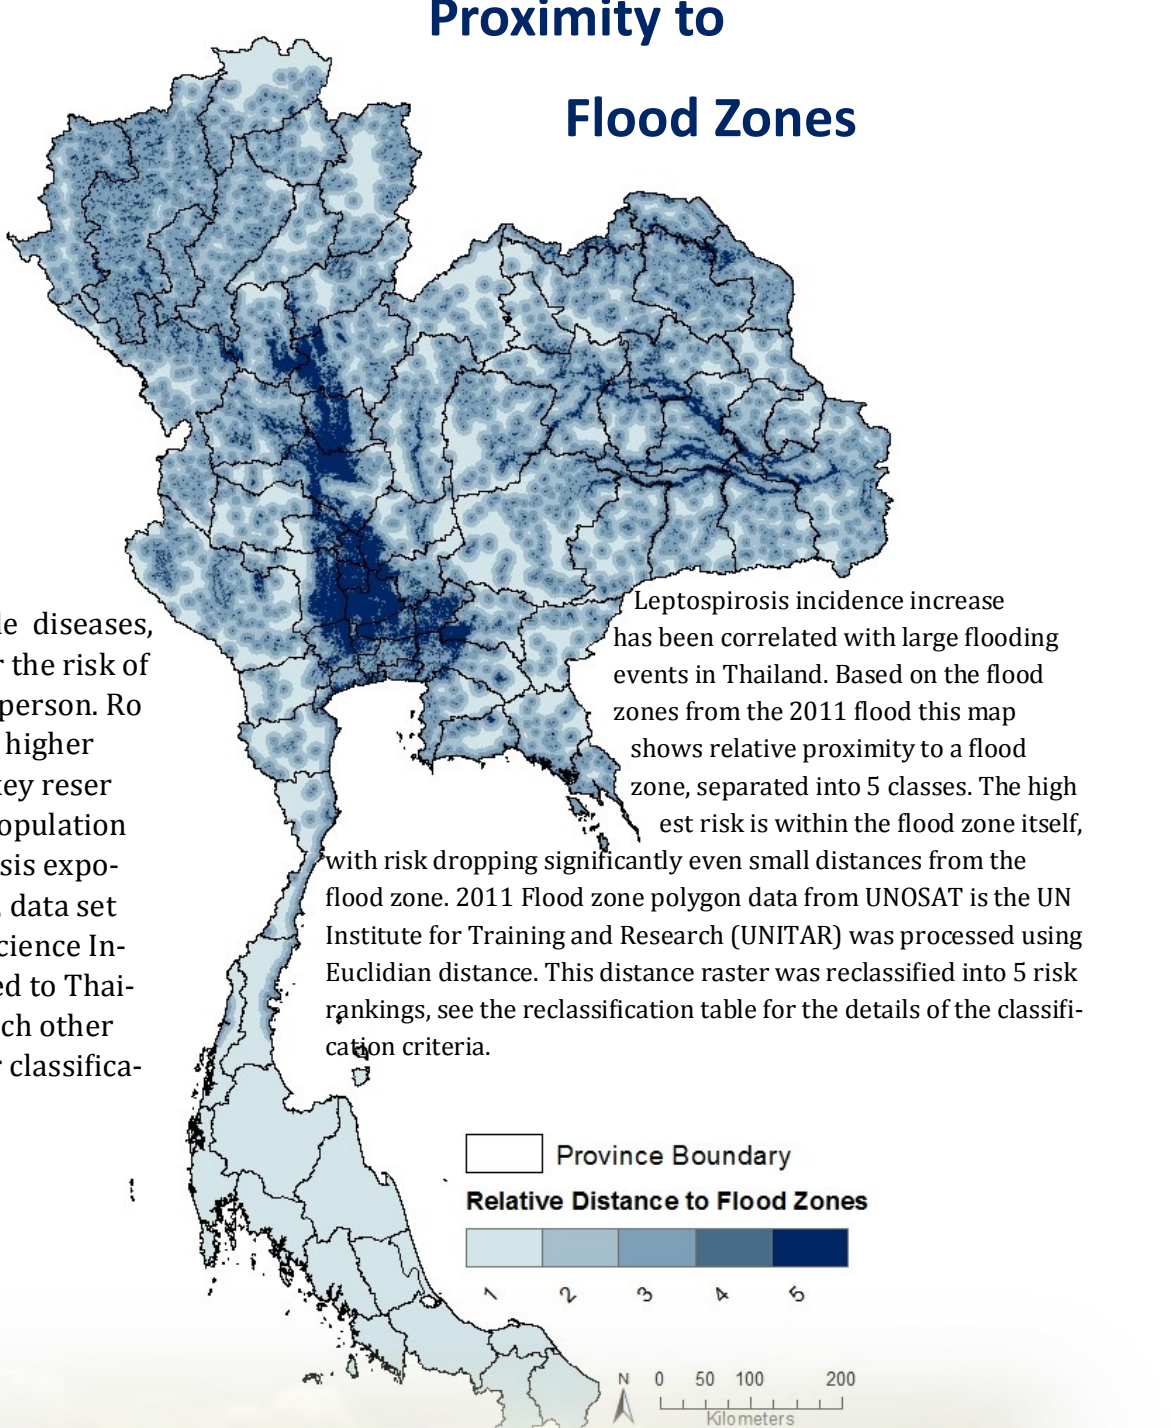 Proximity to
Flood Zones
le diseases,
r the risk of
person. Ro
higher
key reser
opulation
sis expo-
data set
cience In-
ed to Thai-
ch other
r classifica-
Leptospirosis incidence increase
has been correlated with large flooding
events in Thailand. Based on the flood
zones from the 2011 flood this map
shows relative proximity to a flood
zone, separated into 5 classes. The high
est risk is within the flood zone itself,
with risk dropping significantly even small distances from the
flood zone. 2011 Flood zone polygon data from UNOSAT is the UN
Institute for Training and Research (UNITAR) was processed using
Euclidian distance. This distance raster was reclassified into 5 risk
rankings, see the reclassification table for the details of the classifi-
cation criteria.
Province Boundary
Relative Distance to Flood Zones
1 2 3 4 5
N 0 50 100 200
Kilometers